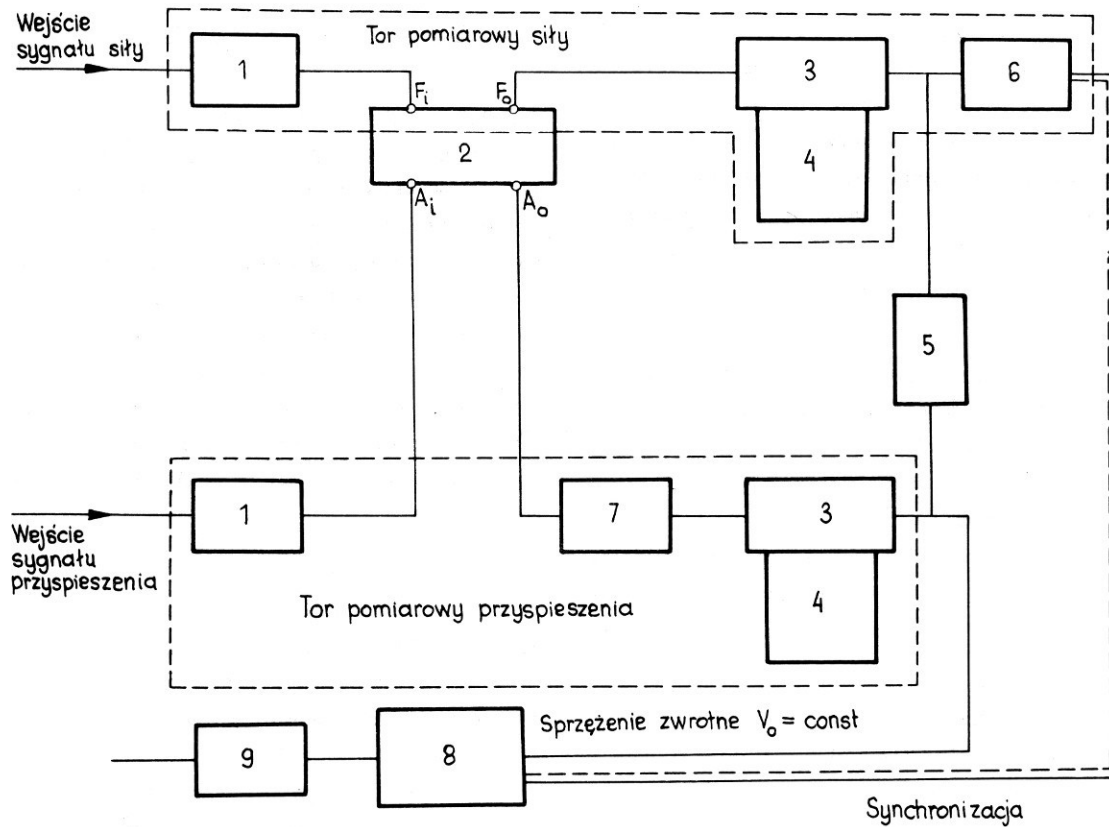 Wejście
sygnału siły
Tor pomiarowy siły
1
3
6
F_i
F_o
2
4
A_i
A_o
5
1
7
3
Wejście
sygnału
przyspieszenia
4
Tor pomiarowy przyspieszenia
Sprzężenie zwrotne V_o = const
9
8
Synchronizacja